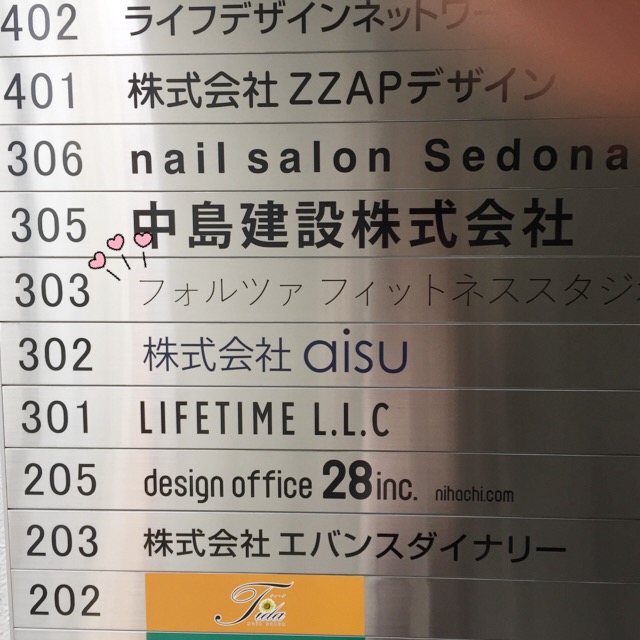 402 ライフデザインネットワー
401 株式会社 ZZAPデザイン
306 nail salon Sedona
305 中島建設株式会社
303 フォルツァ フィットネススタジ
302 株式会社 aisu
301 LIFETIME L.L.C
205 design office 28inc. nihachi.com
203 株式会社 エバンスダイナリー
202 Tida